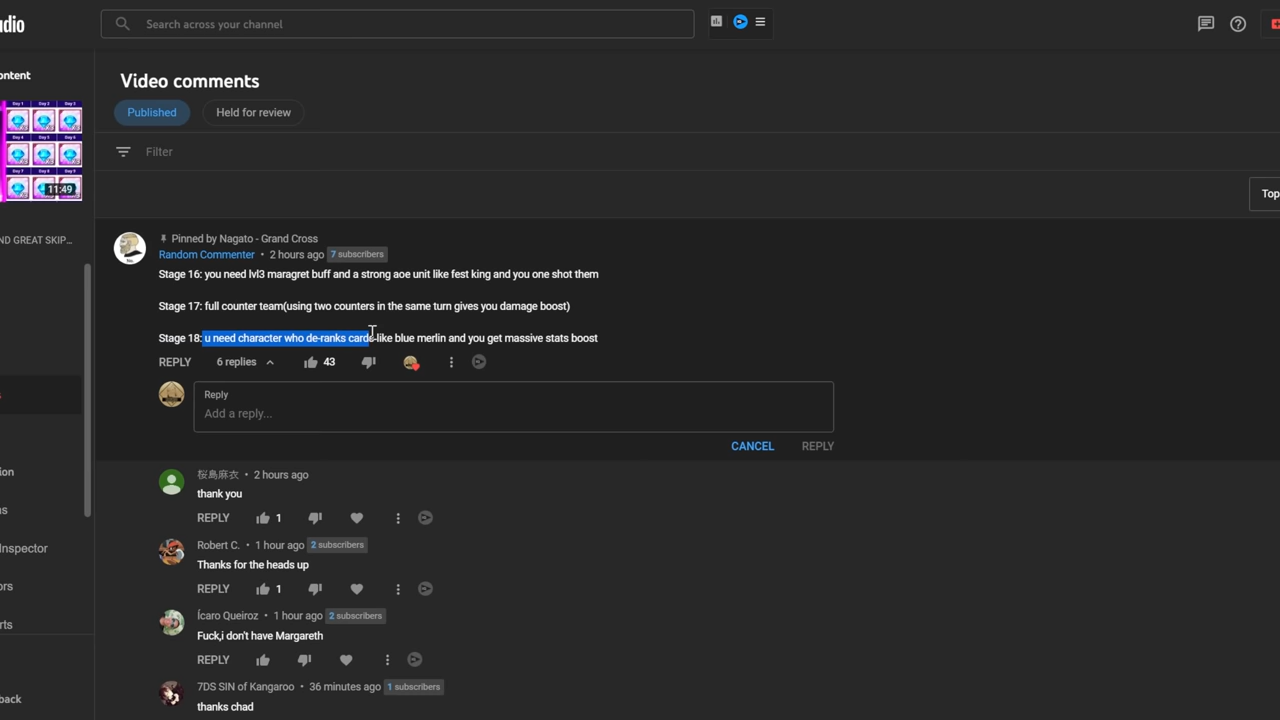 udio
Search across your channel
ontent
Video comments
Published
Held for review
Filter
11:49
Top
ND GREAT SKIP...
Pinned by Nagato - Grand Cross
Random Commenter • 2 hours ago 7 subscribers
Stage 16: you need lvl3 maragret buff and a strong aoe unit like fest king and you one shot them
Stage 17: full counter team(using two counters in the same turn gives you damage boost)
Stage 18: u need character who de-ranks cards like blue merlin and you get massive stats boost
REPLY 6 replies 43
Reply
Add a reply...
CANCEL REPLY
桜島麻衣 • 2 hours ago
thank you
REPLY 1
Robert C. • 1 hour ago 2 subscribers
Thanks for the heads up
REPLY 1
Ícaro Queiroz • 1 hour ago 2 subscribers
Fuck,i don't have Margareth
REPLY
7DS SIN of Kangaroo • 36 minutes ago 1 subscribers
thanks chad
tion
ns
Inspector
ors
rts
back